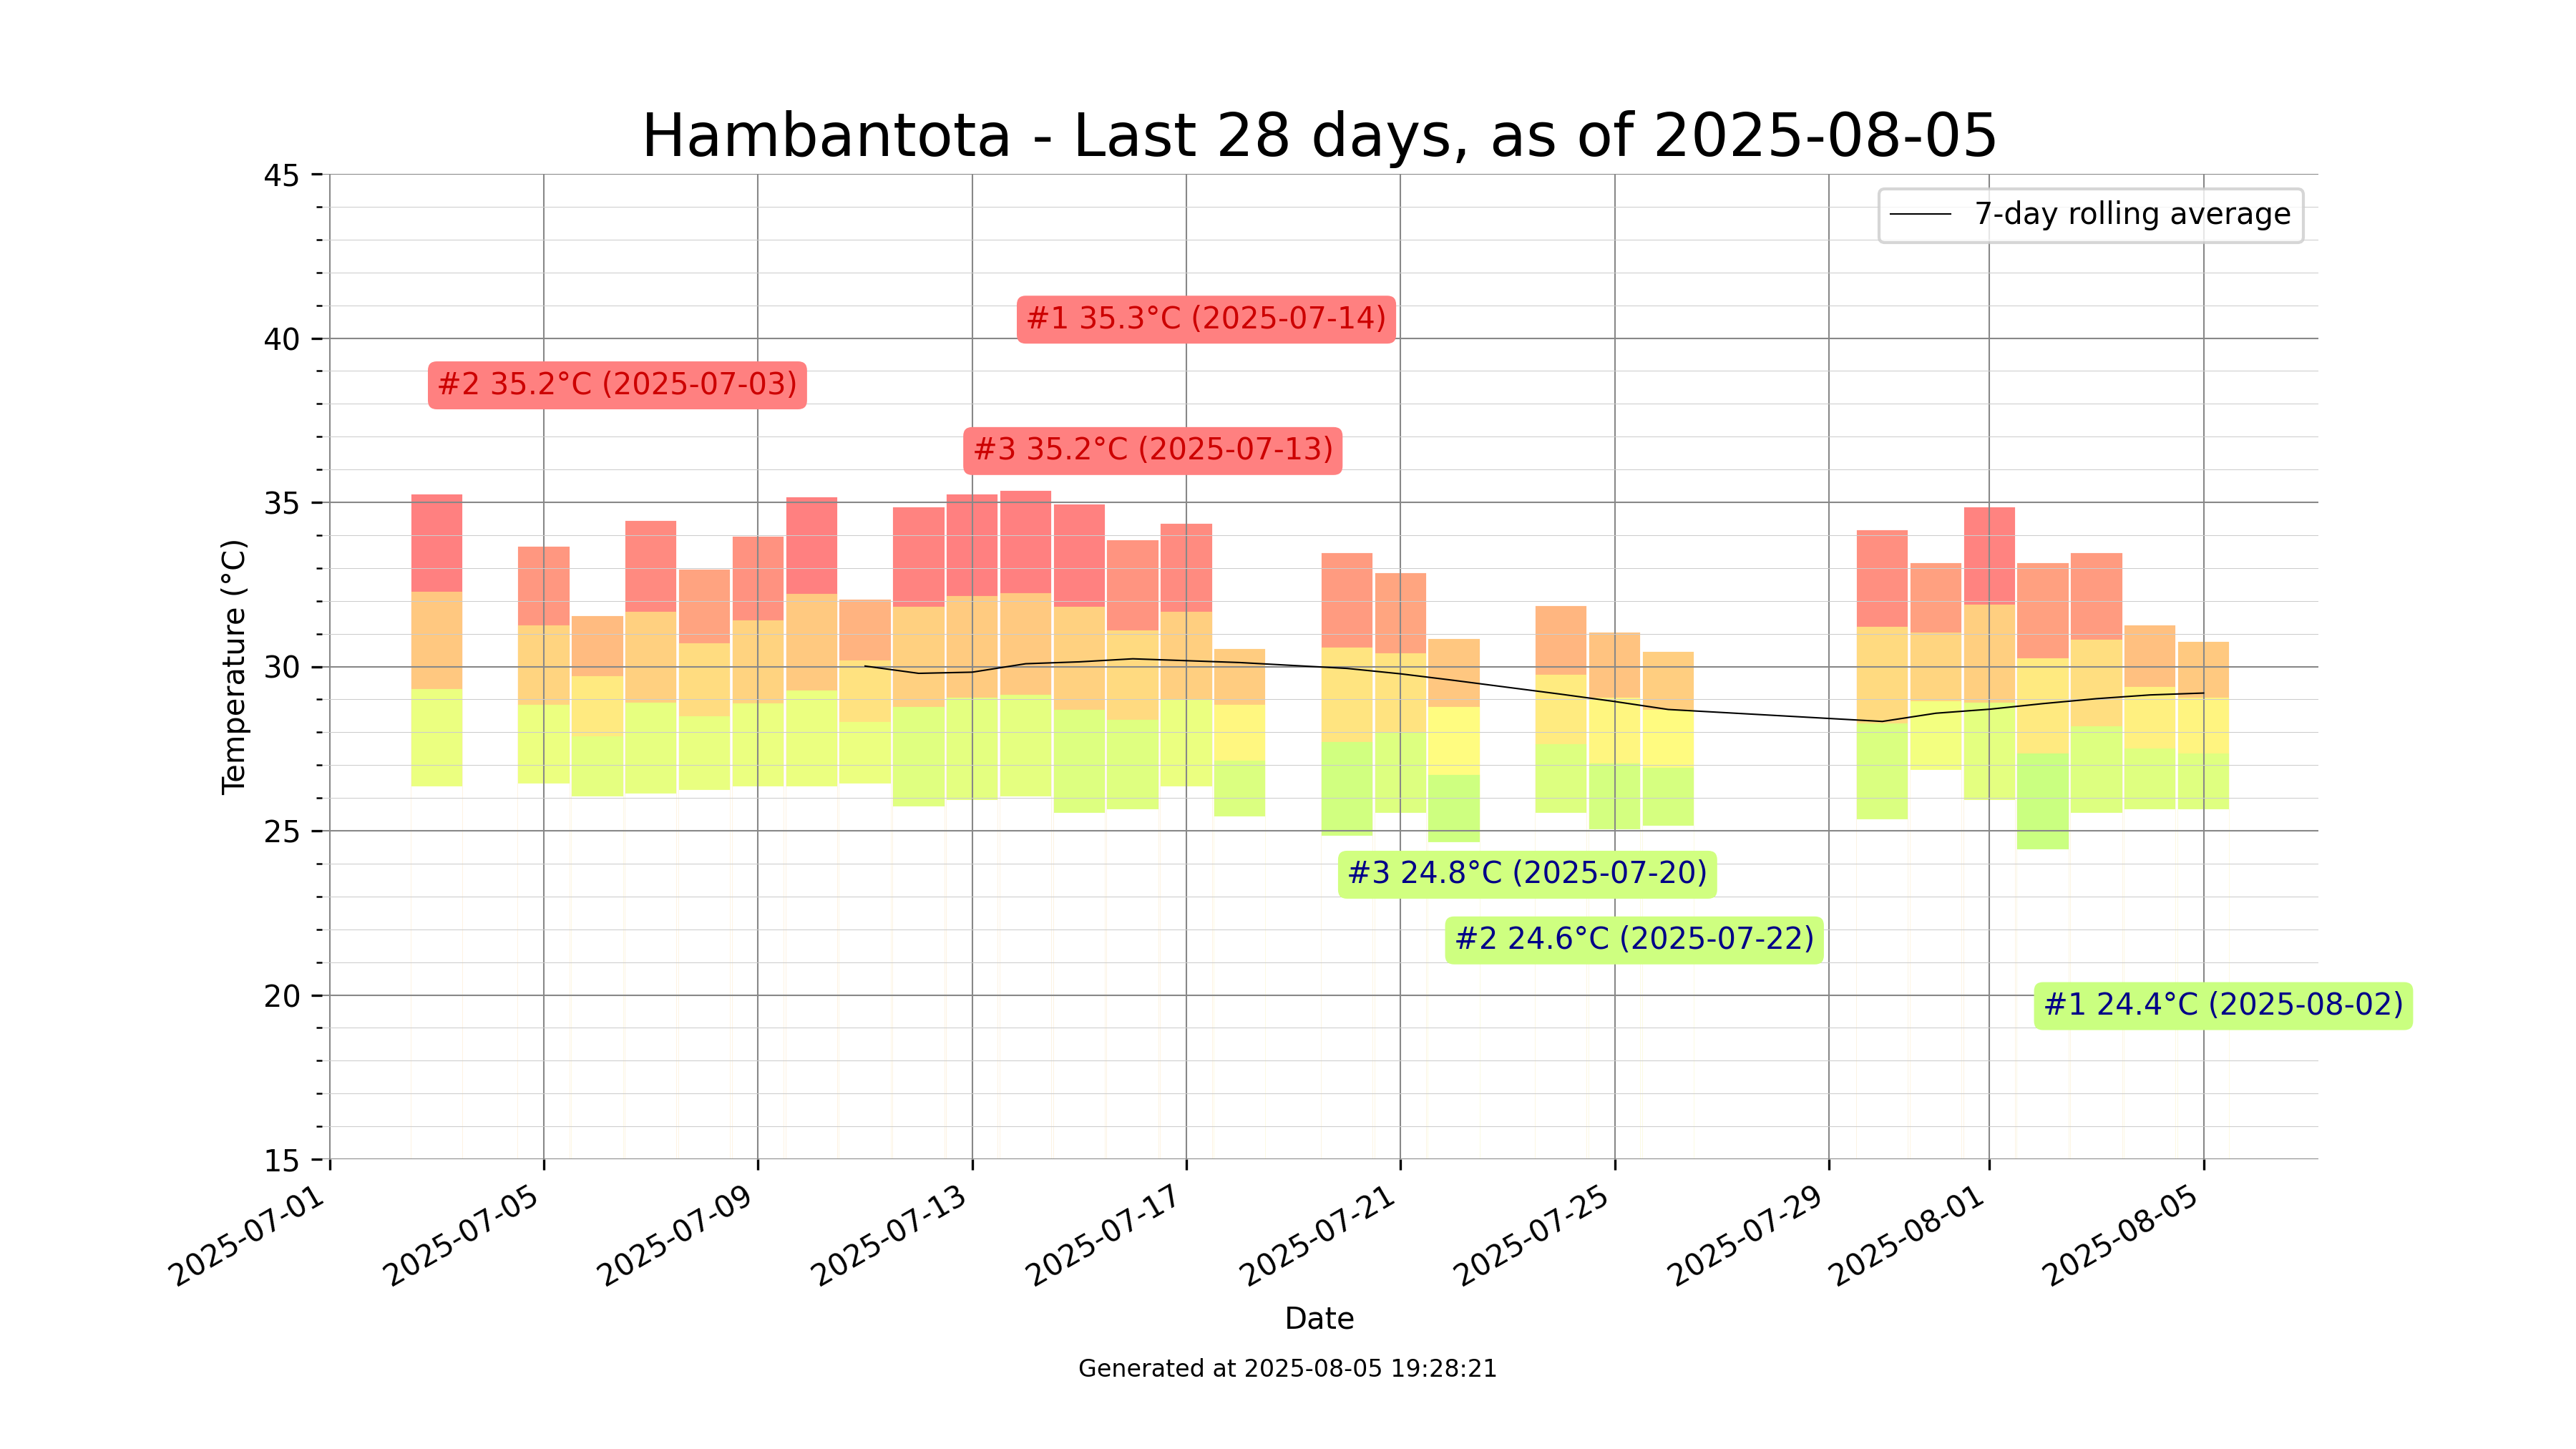 Hambantota - Last 28 days, as of 2025-08-05
45
7-day rolling average
#1 35.3°C (2025-07-14)
40
#2 35.2°C (2025-07-03)
#3 35.2°C (2025-07-13)
35
Temperature (°C)
30
25
#3 24.8°C (2025-07-20)
#2 24.6°C (2025-07-22)
20
#1 24.4°C (2025-08-02)
15
2025-07-01
2025-07-05
2025-07-09
2025-07-13
2025-07-17
2025-07-21
2025-07-25
2025-07-29
2025-08-01
2025-08-05
Date
Generated at 2025-08-05 19:28:21